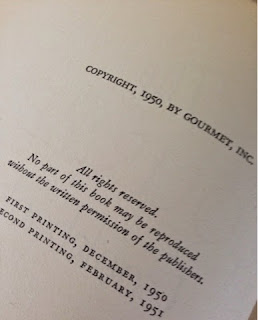 COPYRIGHT, 1950, BY GOURMET, INC.
All rights reserved.
No part of this book may be reproduced
without the written permission of the publishers.
FIRST PRINTING, DECEMBER, 1950
SECOND PRINTING, FEBRUARY, 1951